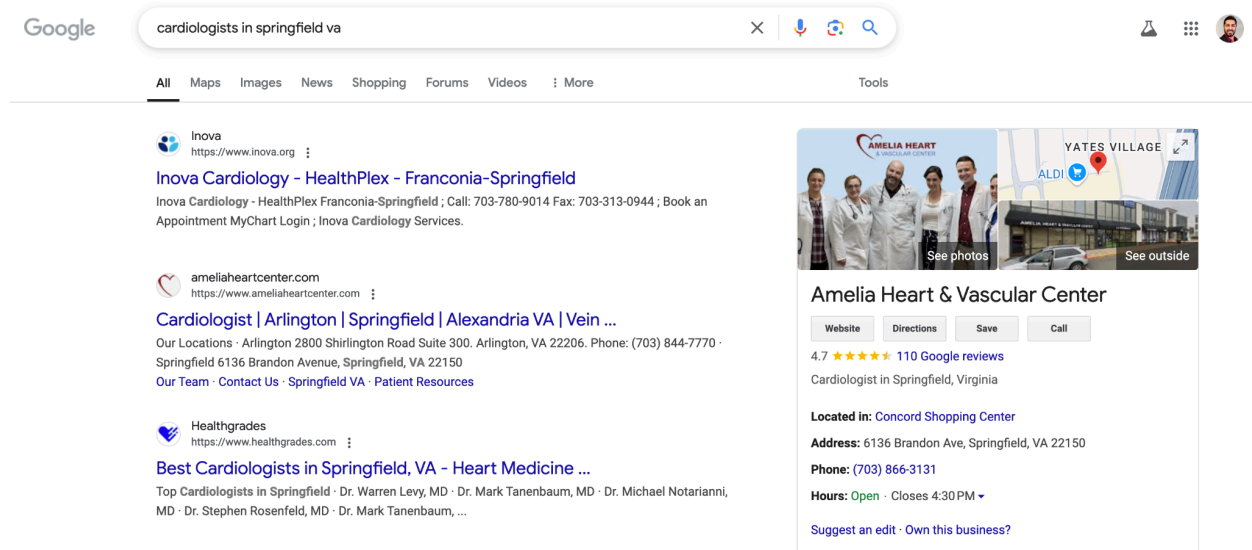 Google
cardiologists in springfield va
All Maps Images News Shopping Forums Videos More Tools
Inova
https://www.inova.org
Inova Cardiology - HealthPlex - Franconia-Springfield
Inova Cardiology - HealthPlex Franconia-Springfield ; Call: 703-780-9014 Fax: 703-313-0944 ; Book an
Appointment MyChart Login ; Inova Cardiology Services.
ameliaheartcenter.com
https://www.ameliaheartcenter.com
Cardiologist | Arlington | Springfield | Alexandria VA | Vein ...
Our Locations · Arlington 2800 Shirlington Road Suite 300. Arlington, VA 22206. Phone: (703) 844-7770 ·
Springfield 6136 Brandon Avenue, Springfield, VA 22150
Our Team · Contact Us · Springfield VA · Patient Resources
Healthgrades
https://www.healthgrades.com
Best Cardiologists in Springfield, VA - Heart Medicine ...
Top Cardiologists in Springfield · Dr. Warren Levy, MD · Dr. Mark Tanenbaum, MD · Dr. Michael Notarianni,
MD · Dr. Stephen Rosenfeld, MD · Dr. Mark Tanenbaum, ...
AMELIA HEART
& VASCULAR CENTER
See photos
YATES VILLAGE
ALDI
AMELIA HEART & VASCULAR CENTER
See outside
Amelia Heart & Vascular Center
Website Directions Save Call
4.7 110 Google reviews
Cardiologist in Springfield, Virginia
Located in: Concord Shopping Center
Address: 6136 Brandon Ave, Springfield, VA 22150
Phone: (703) 866-3131
Hours: Open · Closes 4:30 PM
Suggest an edit · Own this business?